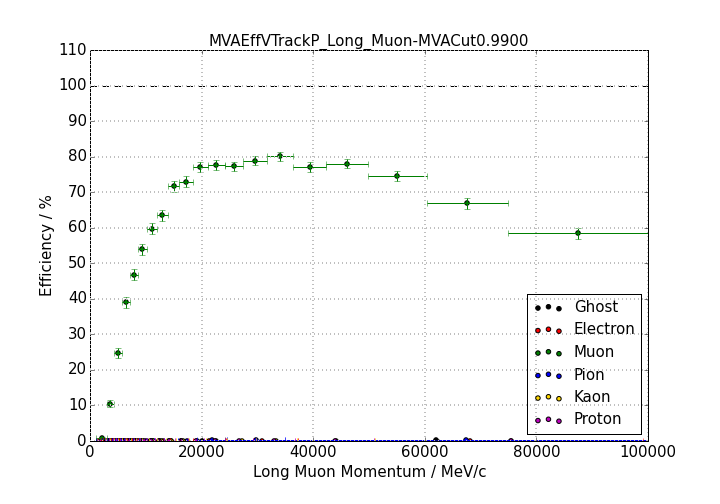 MVAEffVTrackP_Long_Muon-MVACut0.9900
110
100
90
80
70
60
50
40
30
20
10
0
Efficiency / %
Ghost
Electron
Muon
Pion
Kaon
Proton
0 20000 40000 60000 80000 100000
Long Muon Momentum / MeV/c